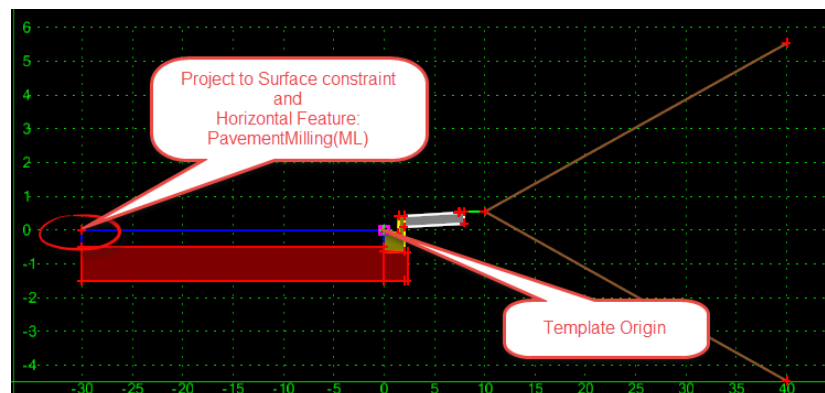 6
5
Project to Surface constraint
and
Horizontal Feature:
PavementMilling(ML)
4
3
2
1
0
-1
-2
Template Origin
-3
-4
-30 -25 -20 -15 -10 -5 0 5 10 15 20 25 30 35 40